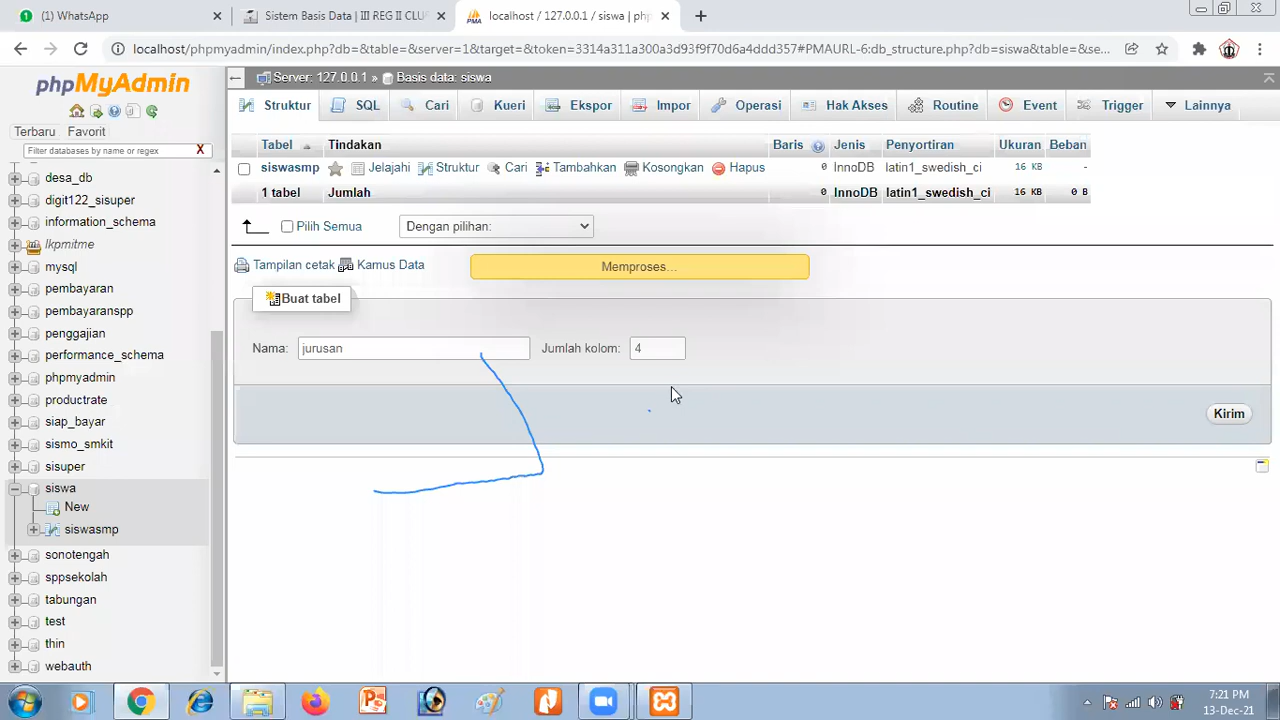 (1) WhatsApp
Sistem Basis Data | III REG II CLU
localhost / 127.0.0.1 / siswa | php
localhost/phpmyadmin/index.php?db=&table=&server=1&target=&token=3314a311a300a3d93f9f70d6a4ddd357#PMAURL-6:db_structure.php?db=siswa&table=&se...
phpMyAdmin
Terbaru Favorit
Filter databases by name or regex X
desa_db
digit122_sisuper
information_schema
lkpmitme
mysql
pembayaran
pembayaranspp
penggajian
performance_schema
phpmyadmin
productrate
siap_bayar
sismo_smkit
sisuper
siswa
New
siswasmp
sonotengah
sppsekolah
tabungan
test
thin
webauth
Server: 127.0.0.1 » Basis data: siswa
Struktur SQL Cari Kueri Ekspor Impor Operasi Hak Akses Routine Event Trigger Lainnya
Tabel Tindakan Baris Jenis Penyortiran Ukuran Beban
siswasmp Jelajahi Struktur Cari Tambahkan Kosongkan Hapus 0 InnoDB latin1_swedish_ci 16 KB -
1 tabel Jumlah 0 InnoDB latin1_swedish_ci 16 KB 0 B
Pilih Semua Dengan pilihan:
Tampilan cetak Kamus Data
Memproses...
Buat tabel
Nama: jurusan Jumlah kolom: 4
Kirim
7:21 PM
13-Dec-21